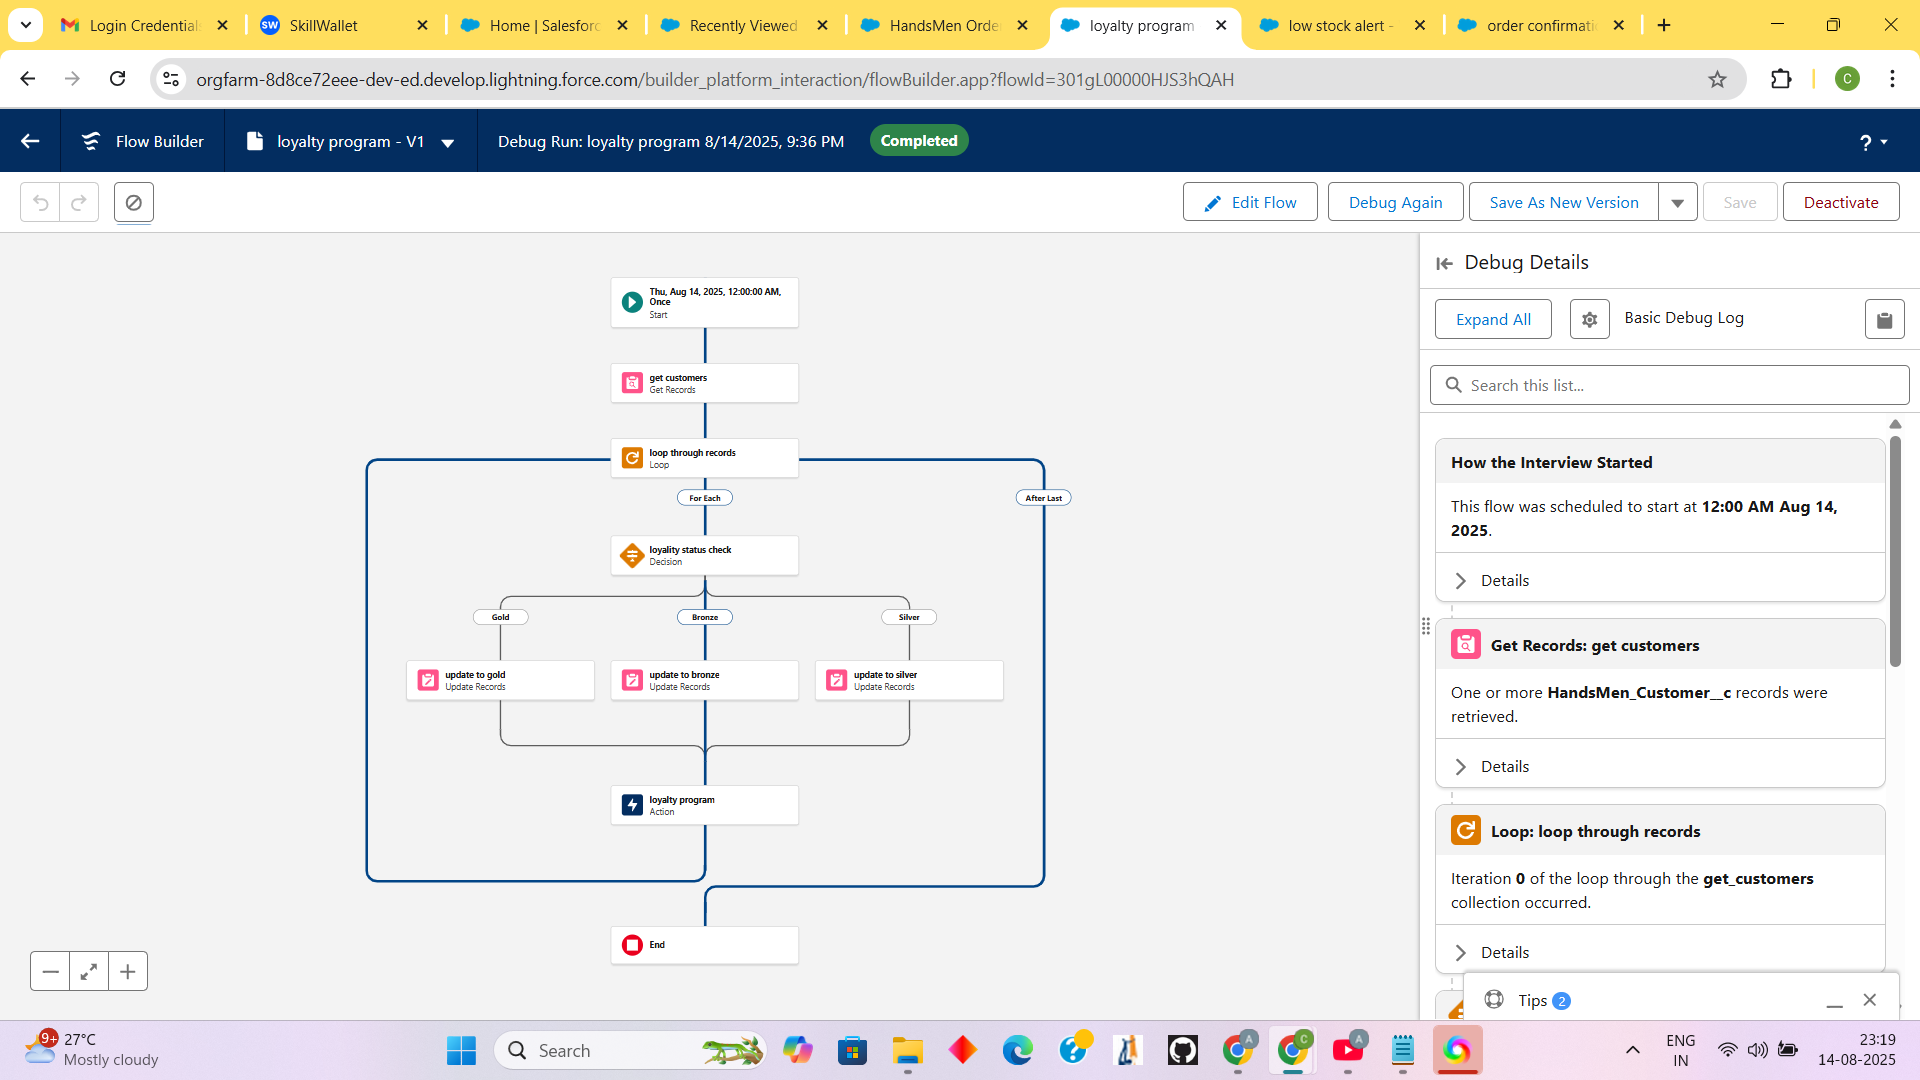 Login Credentials
SkillWallet
Home | Salesforc
Recently Viewed
HandsMen Orde
loyalty program
low stock alert -
order confirmati
orgfarm-8d8ce72eee-dev-ed.develop.lightning.force.com/builder_platform_interaction/flowBuilder.app?flowId=301gL00000HJS3hQAH
C
Flow Builder
loyalty program - V1
Debug Run: loyalty program 8/14/2025, 9:36 PM
Completed
?
Edit Flow
Debug Again
Save As New Version
Save
Deactivate
Thu, Aug 14, 2025, 12:00:00 AM,
Once
Start
get customers
Get Records
loop through records
Loop
For Each
After Last
loyality status check
Decision
Gold
Bronze
Silver
update to gold
Update Records
update to bronze
Update Records
update to silver
Update Records
loyalty program
Action
End
Debug Details
Expand All
Basic Debug Log
Search this list...
How the Interview Started
This flow was scheduled to start at 12:00 AM Aug 14,
2025.
Details
Get Records: get customers
One or more HandsMen_Customer__c records were
retrieved.
Details
Loop: loop through records
Iteration 0 of the loop through the get_customers
collection occurred.
Details
Tips 2
9+
27°C
Mostly cloudy
Search
A
C
A
ENG
IN
23:19
14-08-2025